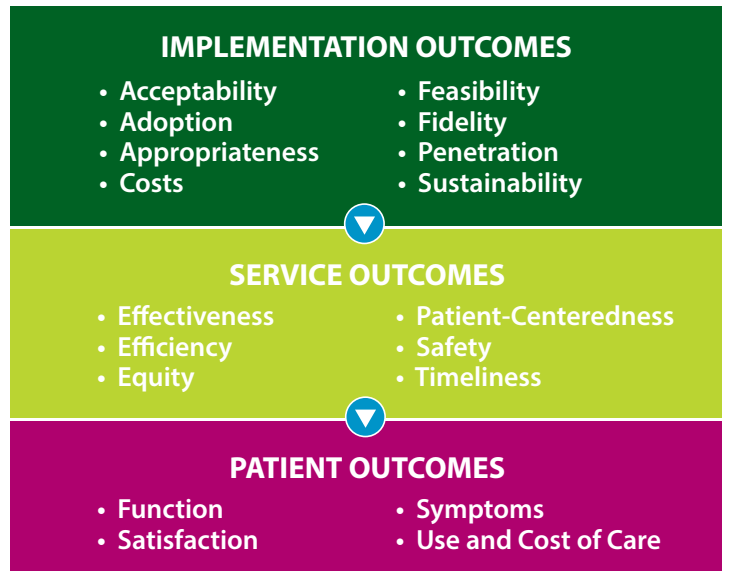 IMPLEMENTATION OUTCOMES
• Acceptability
• Adoption
• Appropriateness
• Costs
• Feasibility
• Fidelity
• Penetration
• Sustainability
SERVICE OUTCOMES
• Effectiveness
• Efficiency
• Equity
• Patient-Centeredness
• Safety
• Timeliness
PATIENT OUTCOMES
• Function
• Satisfaction
• Symptoms
• Use and Cost of Care